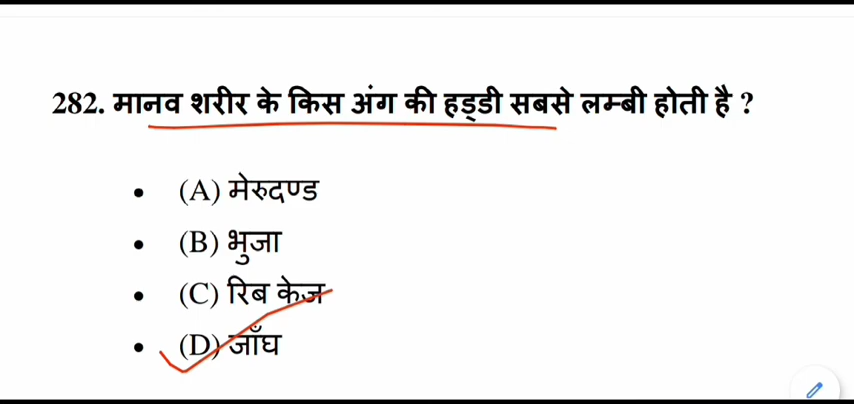 282. मानव शरीर के किस अंग की हड्डी सबसे लम्बी होती है ?
• (A) मेरुदण्ड
• (B) भुजा
• (C) रिब केज
• (D) जाँघ